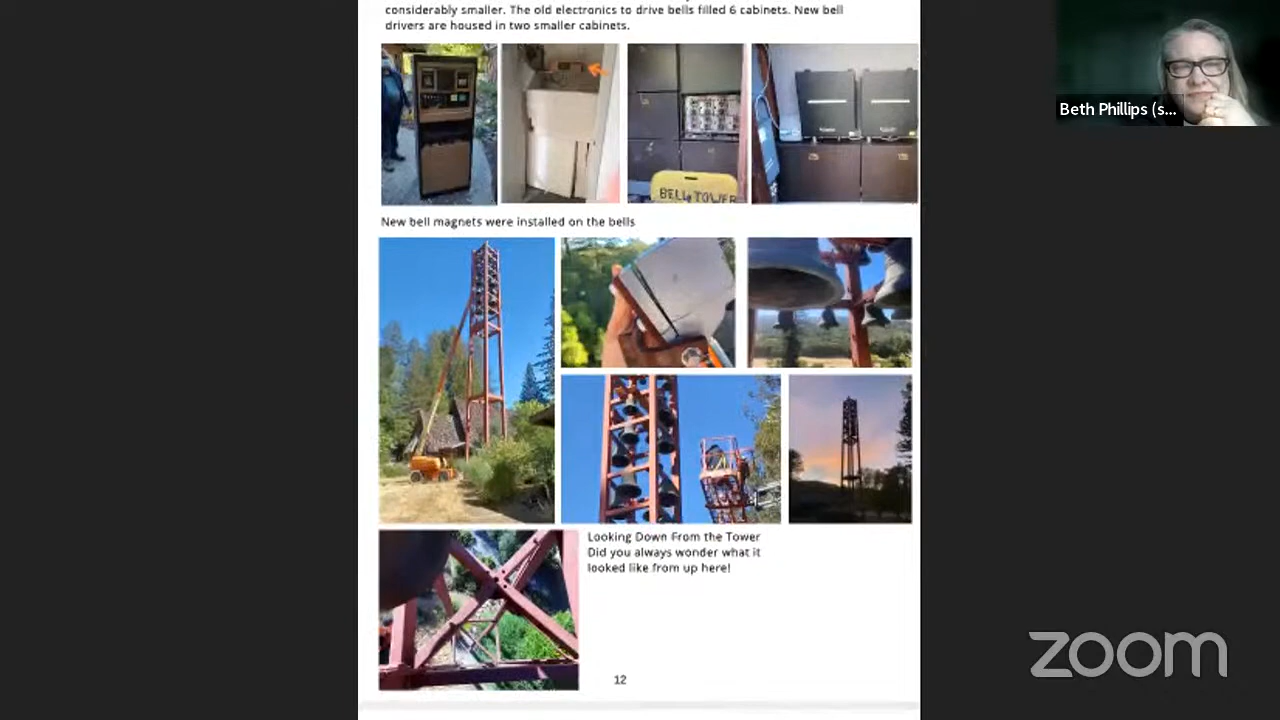 considerably smaller. The old electronics to drive bells filled 6 cabinets. New bell
drivers are housed in two smaller cabinets.
Beth Phillips (s...
BELL TOWER
New bell magnets were installed on the bells
Looking Down From the Tower
Did you always wonder what it
looked like from up here!
12
zoom